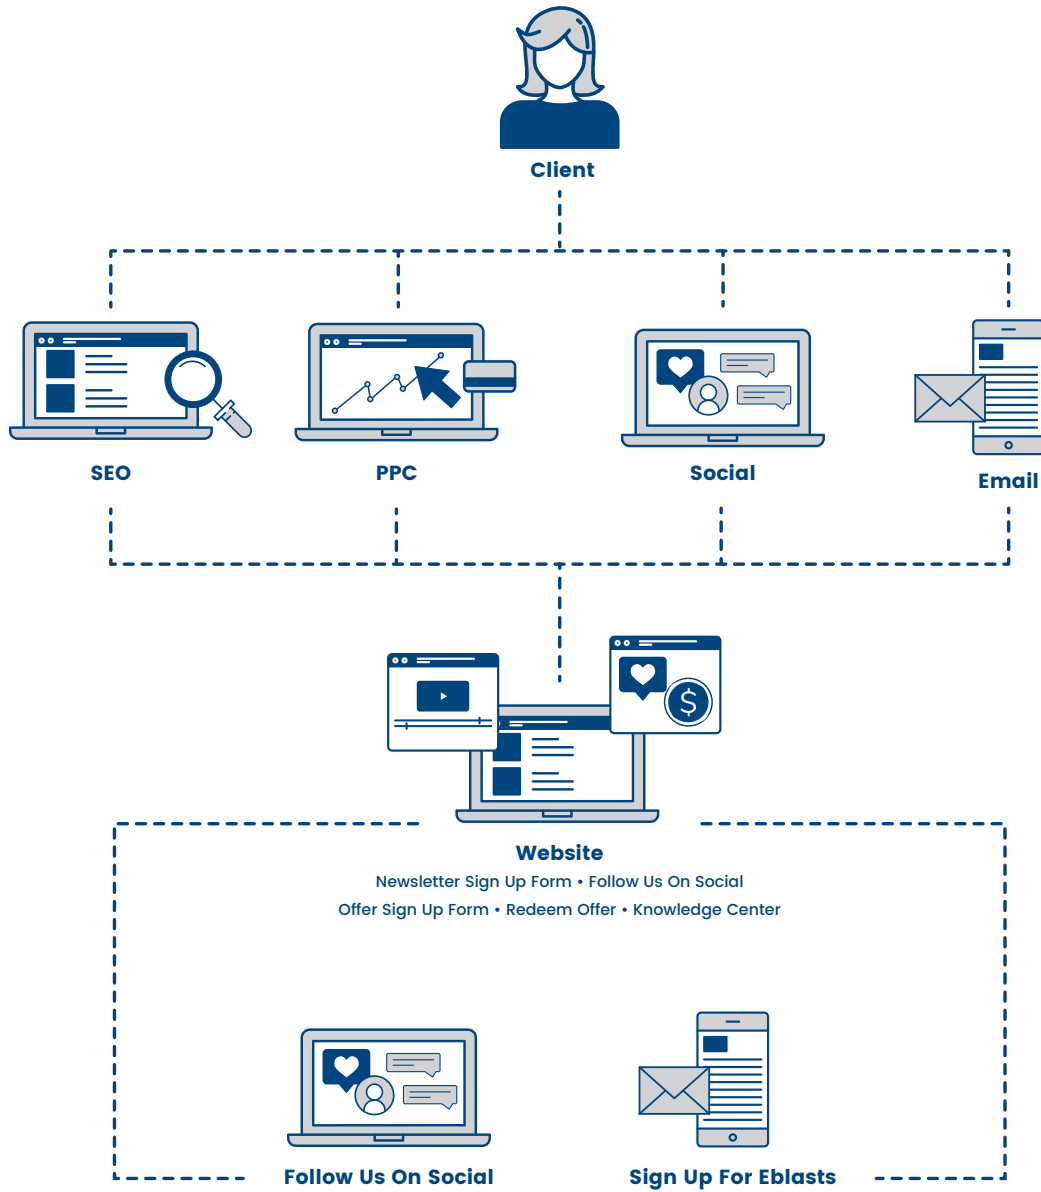 Client
SEO
PPC
Social
Email
Website
Newsletter Sign Up Form • Follow Us On Social
Offer Sign Up Form • Redeem Offer • Knowledge Center
Follow Us On Social
Sign Up For Eblasts